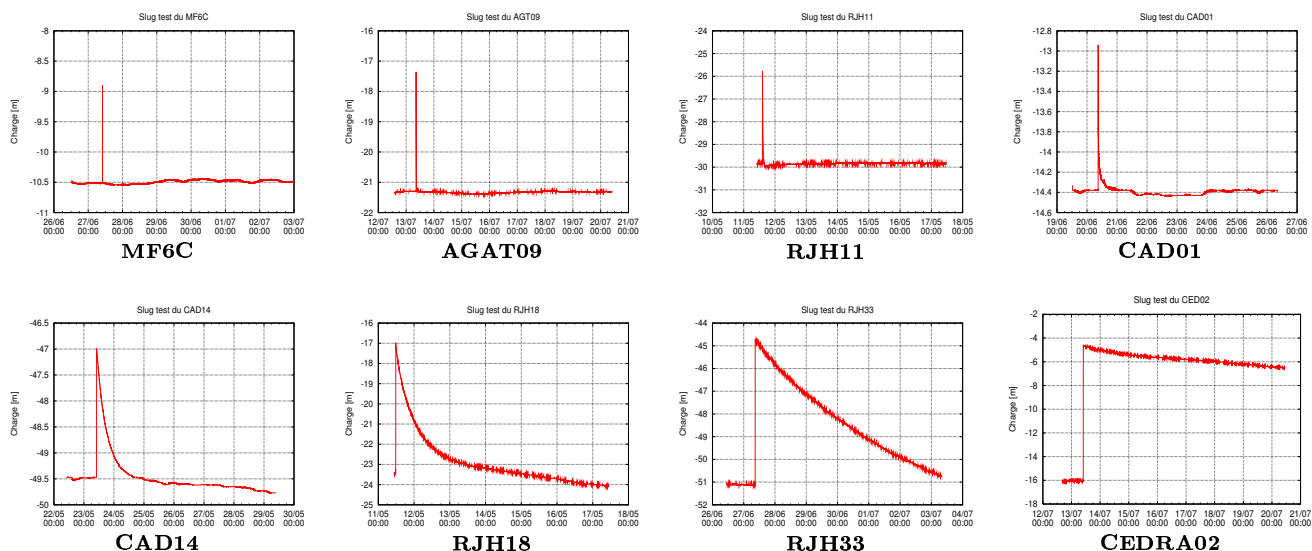 Slug test du MF6C
Charge [m]
-8
-8.5
-9
-9.5
-10
-10.5
-11
26/06 27/06 28/06 29/06 30/06 01/07 02/07 03/07
00:00 00:00 00:00 00:00 00:00 00:00 00:00 00:00
MF6C
Slug test du AGT09
Charge [m]
-16
-17
-18
-19
-20
-21
-22
12/07 13/07 14/07 15/07 16/07 17/07 18/07 19/07 20/07 21/07
00:00 00:00 00:00 00:00 00:00 00:00 00:00 00:00 00:00 00:00
AGAT09
Slug test du RJH11
Charge [m]
-24
-25
-26
-27
-28
-29
-30
-31
-32
10/05 11/05 12/05 13/05 14/05 15/05 16/05 17/05 18/05
00:00 00:00 00:00 00:00 00:00 00:00 00:00 00:00 00:00
RJH11
Slug test du CAD01
Charge [m]
-12.8
-13
-13.2
-13.4
-13.6
-13.8
-14
-14.2
-14.4
-14.6
19/06 20/06 21/06 22/06 23/06 24/06 25/06 26/06 27/06
00:00 00:00 00:00 00:00 00:00 00:00 00:00 00:00 00:00
CAD01
Slug test du CAD14
Charge [m]
-46.5
-47
-47.5
-48
-48.5
-49
-49.5
-50
22/05 23/05 24/05 25/05 26/05 27/05 28/05 29/05 30/05
00:00 00:00 00:00 00:00 00:00 00:00 00:00 00:00 00:00
CAD14
Slug test du RJH18
Charge [m]
-16
-17
-18
-19
-20
-21
-22
-23
-24
-25
11/05 12/05 13/05 14/05 15/05 16/05 17/05 18/05
00:00 00:00 00:00 00:00 00:00 00:00 00:00 00:00
RJH18
Slug test du RJH33
Charge [m]
-44
-45
-46
-47
-48
-49
-50
-51
-52
26/06 27/06 28/06 29/06 30/06 01/07 02/07 03/07 04/07
00:00 00:00 00:00 00:00 00:00 00:00 00:00 00:00 00:00
RJH33
Slug test du CED02
Charge [m]
-2
-4
-6
-8
-10
-12
-14
-16
-18
12/07 13/07 14/07 15/07 16/07 17/07 18/07 19/07 20/07 21/07
00:00 00:00 00:00 00:00 00:00 00:00 00:00 00:00 00:00 00:00
CEDRA02